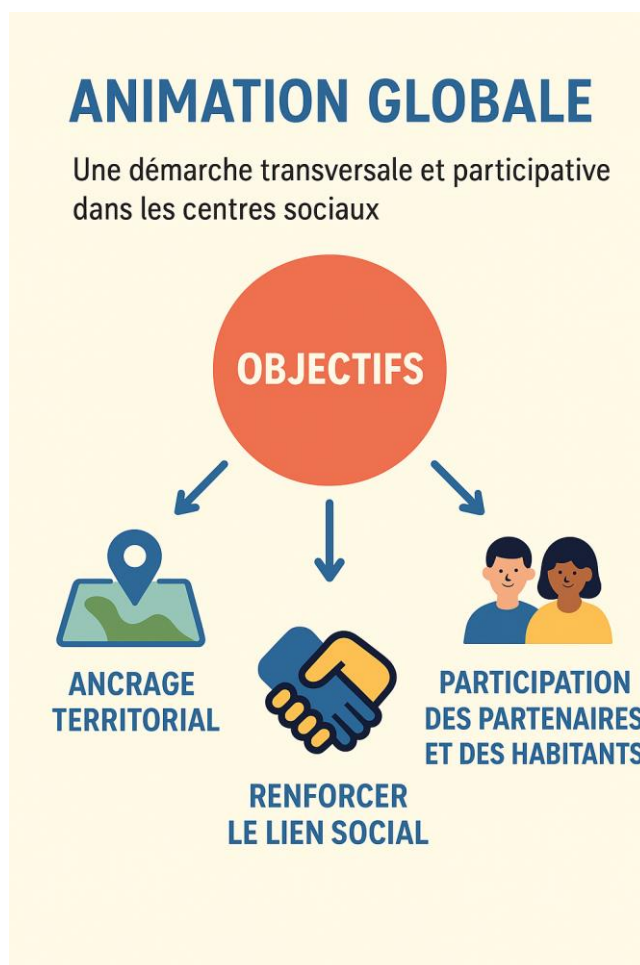 ANIMATION GLOBALE
Une démarche transversale et participative
dans les centres sociaux
OBJECTIFS
ANCRAGE
TERRITORIAL
RENFORCER
LE LIEN SOCIAL
PARTICIPATION
DES PARTENAIRES
ET DES HABITANTS